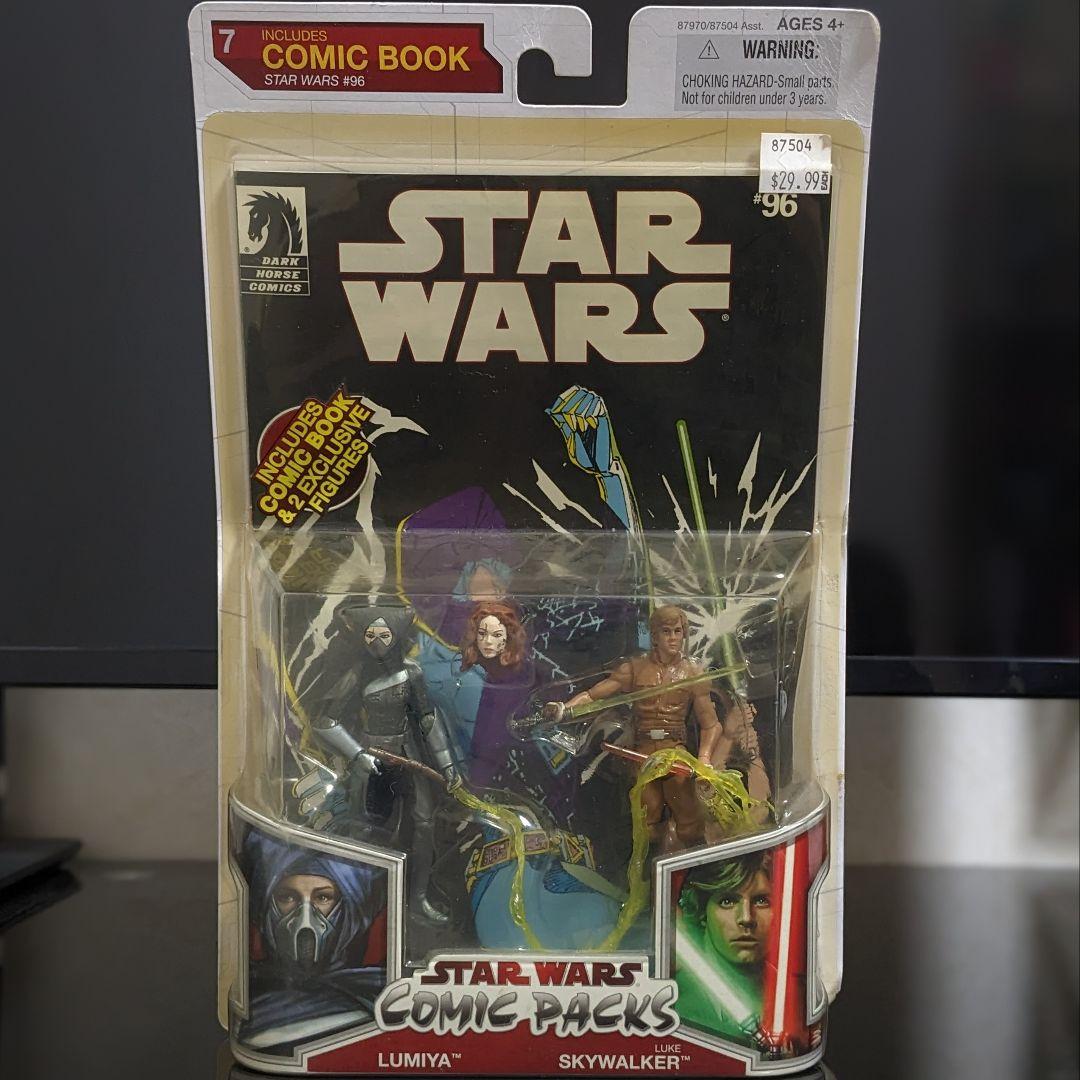 7
INCLUDES
COMIC BOOK
STAR WARS #96
87970/87504 Asst. AGES 4+
WARNING:
CHOKING HAZARD-Small parts.
Not for children under 3 years.
87504
$29.99 EACH
#96
DARK
HORSE
COMICS
STAR
WARS
INCLUDES
COMIC BOOK
& 2 EXCLUSIVE
FIGURES!
STAR WARS
COMIC PACKS
LUMIYA™
LUKE
SKYWALKER™